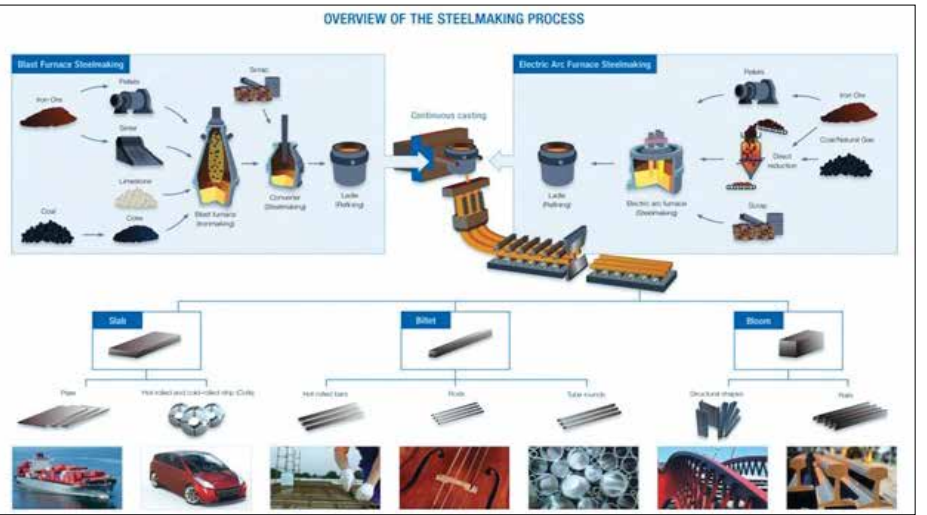 OVERVIEW OF THE STEELMAKING PROCESS
Blast Furnace Steelmaking
Electric Arc Furnace Steelmaking
Pellets
Iron Ore
Sinter
Limestone
Coal
Coke
Blast furnace
(Ironmaking)
Scrap
Converter
(Steelmaking)
Ladle
(Refining)
Continuous casting
Ladle
(Refining)
Electric arc furnace
(Steelmaking)
Pellets
Iron Ore
Coal/Natural Gas
Direct
reduction
Scrap
Slab
Billet
Bloom
Plate
Hot rolled and cold-rolled strip (Coils)
Hot rolled bars
Rods
Tube rounds
Structural shapes
Rails